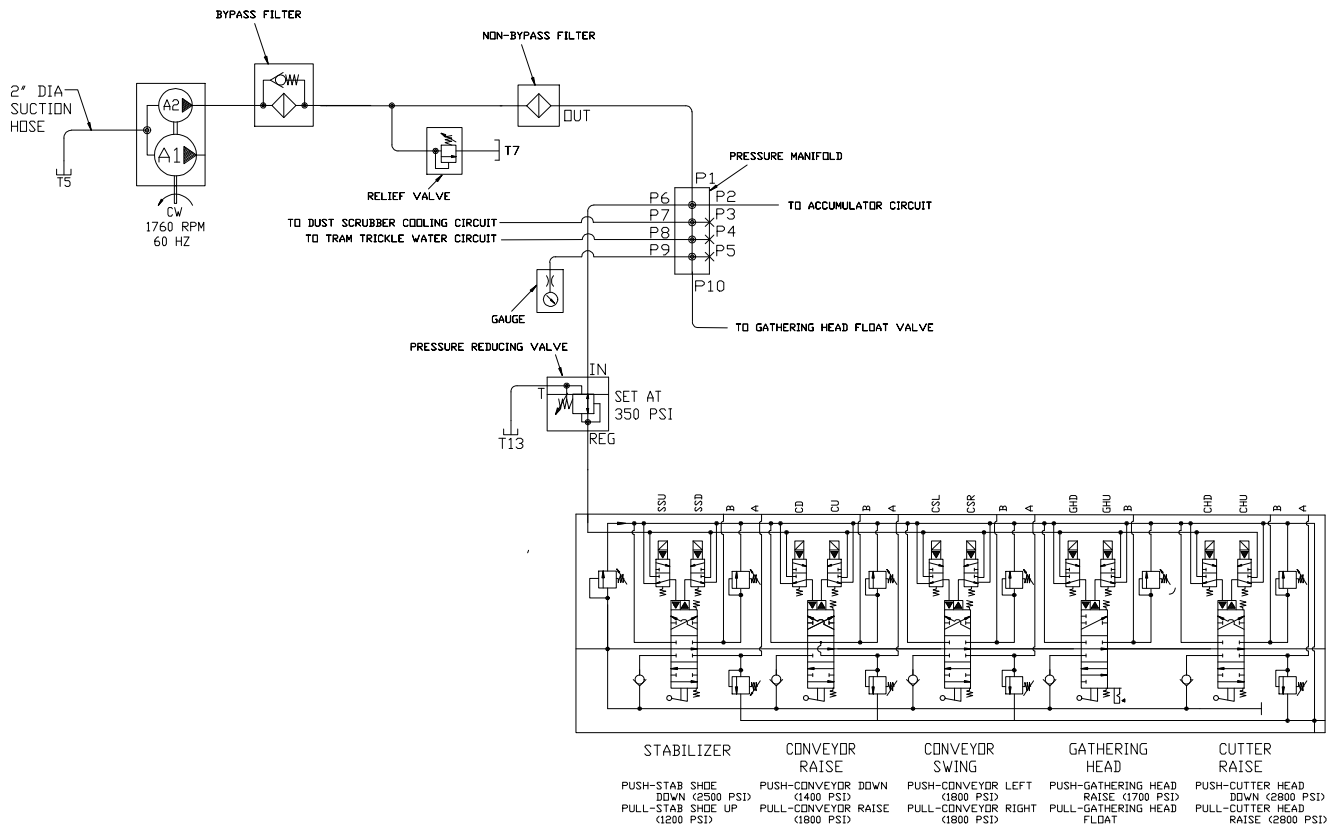 BYPASS FILTER
NON-BYPASS FILTER
2" DIA
SUCTION
HOSE
A2
A1
OUT
T7
T5
RELIEF VALVE
PRESSURE MANIFOLD
CW
1760 RPM
60 HZ
P1
P6
P2
TO ACCUMULATOR CIRCUIT
TO DUST SCRUBBER COOLING CIRCUIT
P7
P3
TO TRAM TRICKLE WATER CIRCUIT
P8
P4
P9
P5
P10
GAUGE
TO GATHERING HEAD FLOAT VALVE
PRESSURE REDUCING VALVE
IN
T
SET AT
350 PSI
T13
REG
SSU
SSD
B
A
CD
CU
B
A
CSL
CSR
B
A
GHD
GHU
B
CHD
CHU
B
A
STABILIZER
PUSH-STAB SHOE
DOWN (2500 PSI)
PULL-STAB SHOE UP
(1200 PSI)
CONVEYOR
RAISE
PUSH-CONVEYOR DOWN
(1400 PSI)
PULL-CONVEYOR RAISE
(1800 PSI)
CONVEYOR
SWING
PUSH-CONVEYOR LEFT
(1800 PSI)
PULL-CONVEYOR RIGHT
(1800 PSI)
GATHERING
HEAD
PUSH-GATHERING HEAD
RAISE (1700 PSI)
PULL-GATHERING HEAD
FLOAT
CUTTER
RAISE
PUSH-CUTTER HEAD
DOWN (2800 PSI)
PULL-CUTTER HEAD
RAISE (2800 PSI)